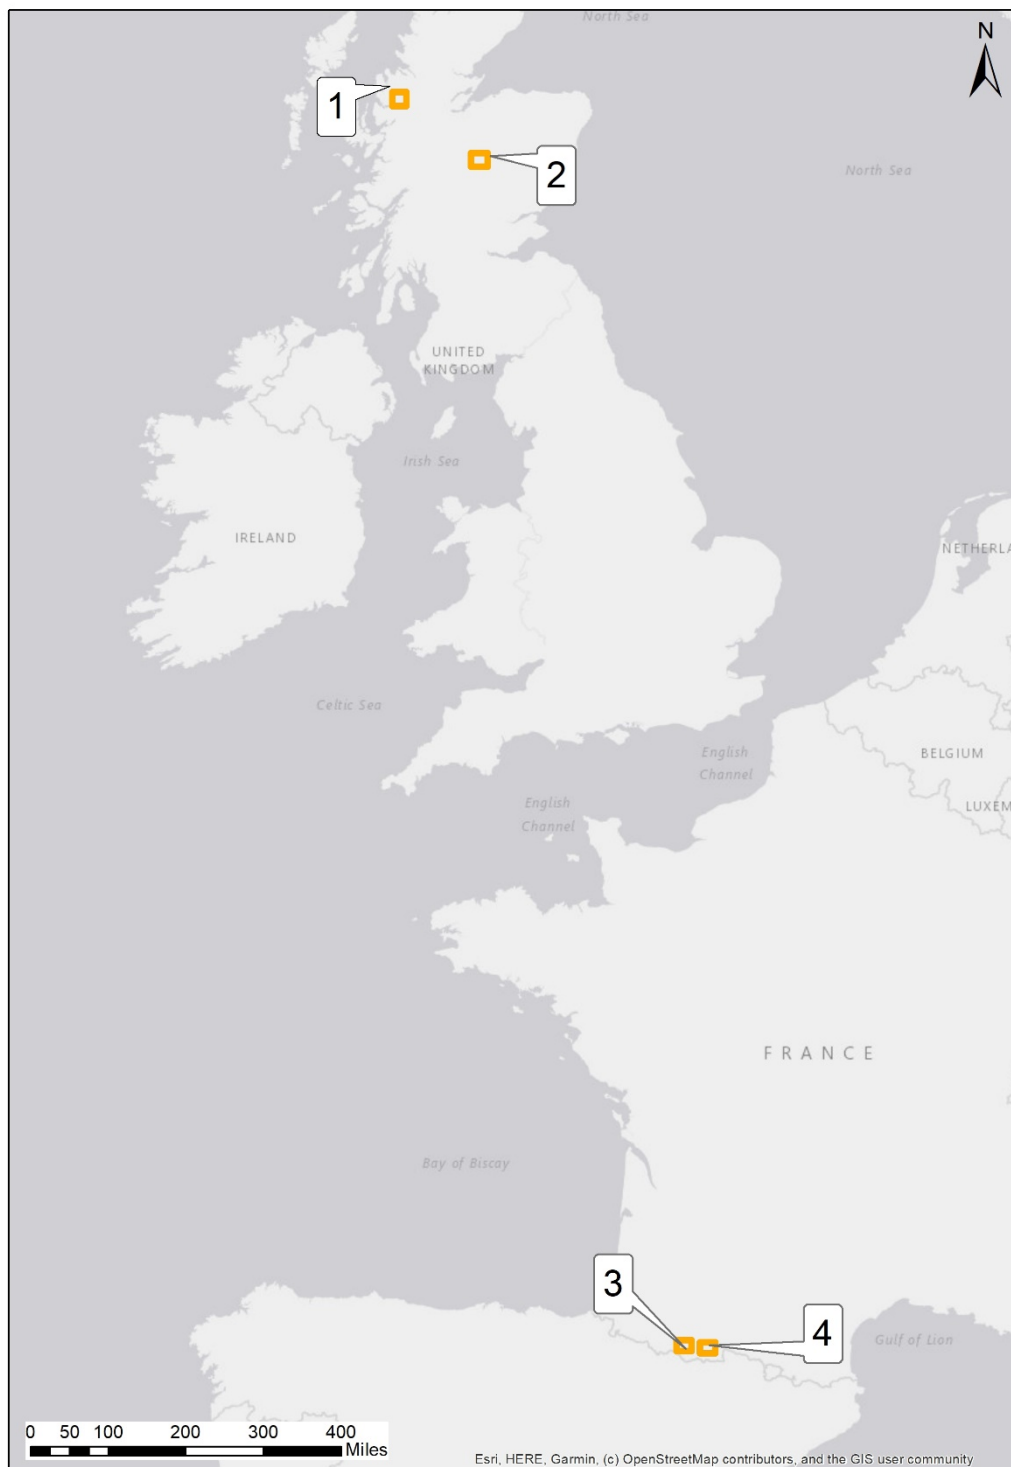 North Sea
N
1
2
North Sea
UNITED
KINGDOM
Irish Sea
IRELAND
NETHERLA
Celtic Sea
English
Channel
BELGIUM
English
Channel
LUXEM
FRANCE
Bay of Biscay
3
4
Gulf of Lion
0 50 100 200 300 400
Miles
Esri, HERE, Garmin, (c) OpenStreetMap contributors, and the GIS user community